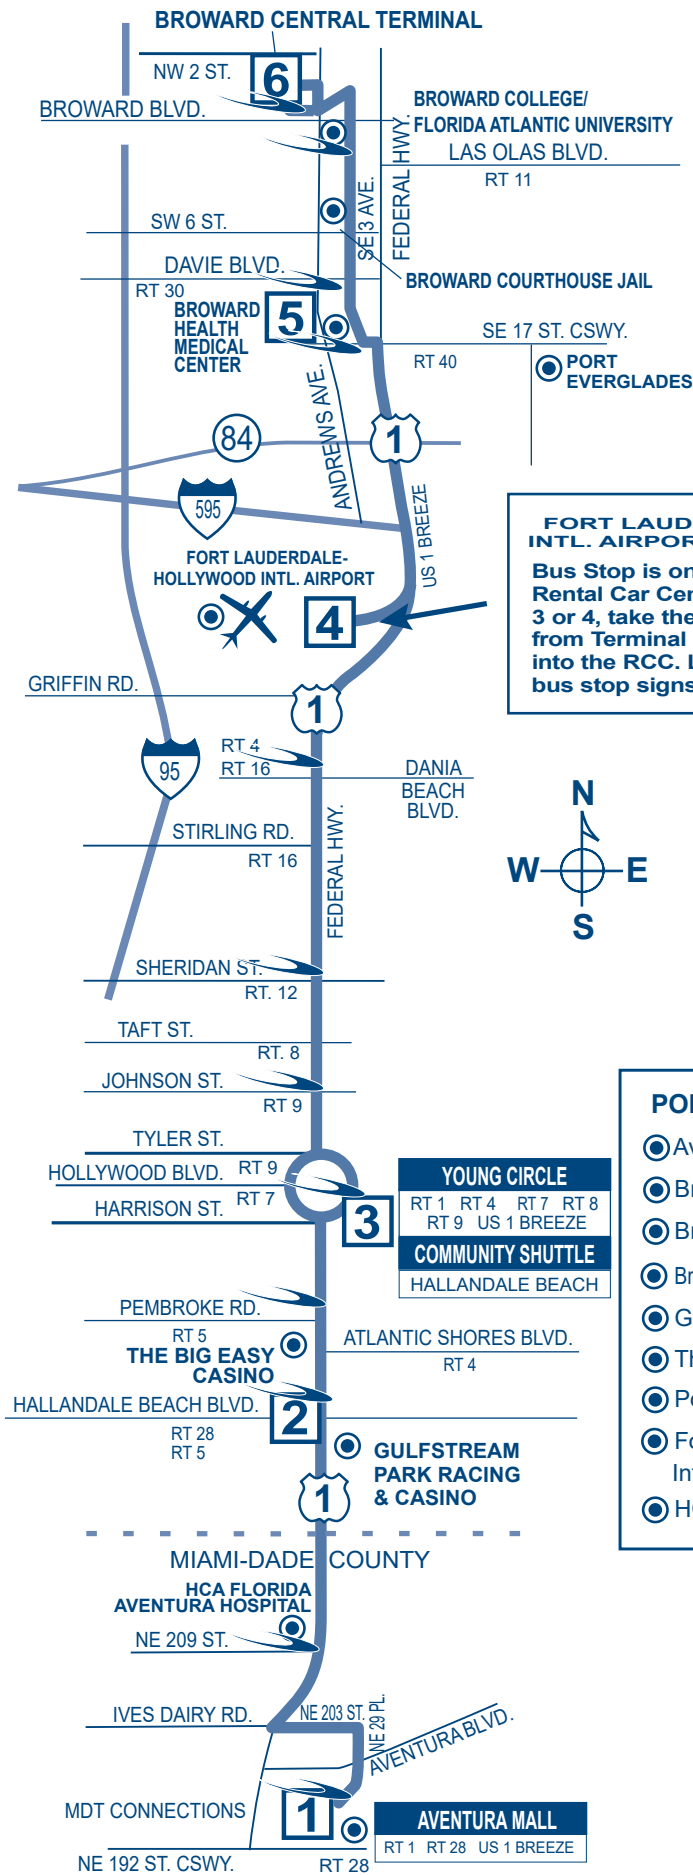 BROWARD CENTRAL TERMINAL
NW 2 ST.
6
BROWARD BLVD.
BROWARD COLLEGE/
FLORIDA ATLANTIC UNIVERSITY
LAS OLAS BLVD.
RT 11
SE 3 AVE.
FEDERAL HWY.
SW 6 ST.
DAVIE BLVD.
RT 30
BROWARD COURTHOUSE JAIL
BROWARD
HEALTH
MEDICAL
CENTER
5
SE 17 ST. CSWY.
RT 40
PORT
EVERGLADES
ANDREWS AVE.
84
1
595
US 1 BREEZE
FORT LAUDERDALE-
HOLLYWOOD INTL. AIRPORT
4
FORT LAUD
INTL. AIRPOR
Bus Stop is on
Rental Car Cen
3 or 4, take the
from Terminal
into the RCC. L
bus stop signs
GRIFFIN RD.
1
95
RT 4
RT 16
DANIA
BEACH
BLVD.
N
W E
S
STIRLING RD.
RT 16
FEDERAL HWY.
SHERIDAN ST.
RT. 12
TAFT ST.
RT. 8
JOHNSON ST.
RT 9
TYLER ST.
HOLLYWOOD BLVD.
RT 9
RT 7
HARRISON ST.
3
YOUNG CIRCLE
RT 1 RT 4 RT 7 RT 8
RT 9 US 1 BREEZE
COMMUNITY SHUTTLE
HALLANDALE BEACH
POI
Av
Br
Br
Br
G
Th
Po
Fo
Int
HC
PEMBROKE RD.
RT 5
THE BIG EASY
CASINO
ATLANTIC SHORES BLVD.
RT 4
HALLANDALE BEACH BLVD.
RT 28
RT 5
2
GULFSTREAM
PARK RACING
& CASINO
1
MIAMI-DADE COUNTY
HCA FLORIDA
AVENTURA HOSPITAL
NE 209 ST.
IVES DAIRY RD.
NE 203 ST.
NE 29 PL.
AVENTURA BLVD.
MDT CONNECTIONS
1
AVENTURA MALL
RT 1 RT 28 US 1 BREEZE
NE 192 ST. CSWY.
RT 28